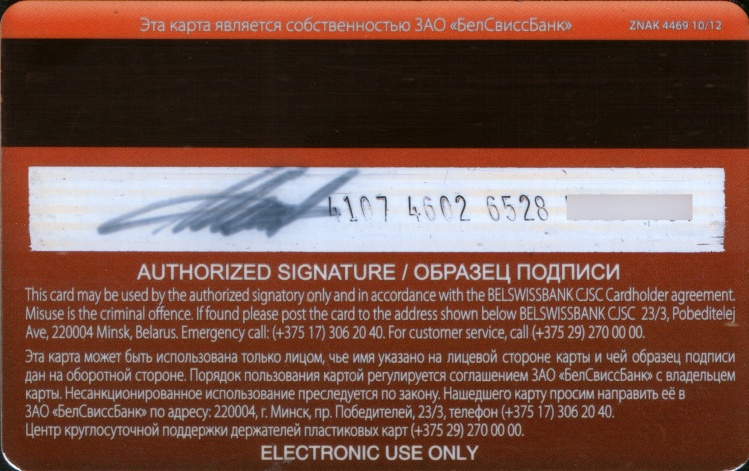 Эта карта является собственностью ЗАО «БелСвиссБанк»
ZNAK 4469 10/12
4107 4602 6528
AUTHORIZED SIGNATURE / ОБРАЗЕЦ ПОДПИСИ
This card may be used by the authorized signatory only and in accordance with the BELSWISSBANK CJSC Cardholder agreement.
Misuse is the criminal offence. If found please post the card to the address shown below BELSWISSBANK CJSC 23/3, Pobeditelej
Ave, 220004 Minsk, Belarus. Emergency call: (+375 17) 306 20 40. For customer service, call (+375 29) 270 00 00.
Эта карта может быть использована только лицом, чье имя указано на лицевой стороне карты и чей образец подписи
дан на оборотной стороне. Порядок пользования картой регулируется соглашением ЗАО «БелСвиссБанк» с владельцем
карты. Несанкционированное использование преследуется по закону. Нашедшего карту просим направить её в
ЗАО «БелСвиссБанк» по адресу: 220004, г. Минск, пр. Победителей, 23/3, телефон (+375 17) 306 20 40.
Центр круглосуточной поддержки держателей пластиковых карт (+375 29) 270 00 00.
ELECTRONIC USE ONLY